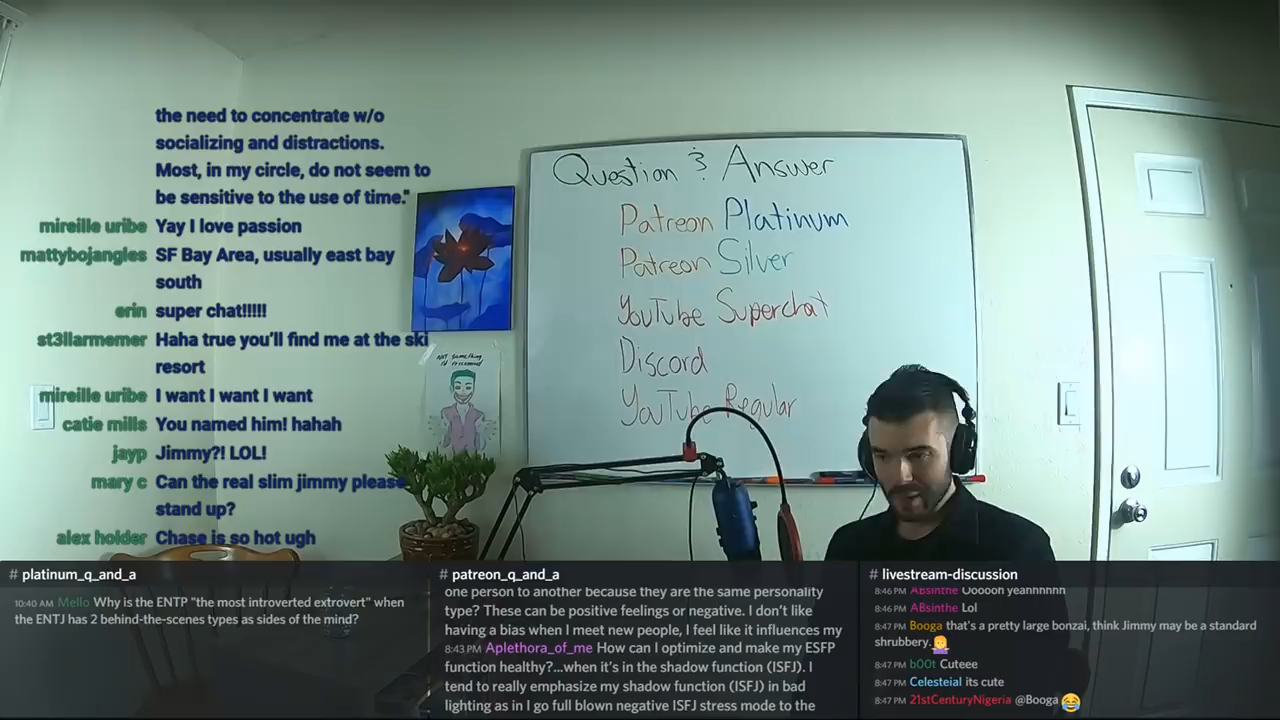 the need to concentrate w/o
socializing and distractions.
Most, in my circle, do not seem to
be sensitive to the use of time."
mireille uribe Yay I love passion
mattybojangles SF Bay Area, usually east bay
south
erin super chat!!!!!
st3llarmemer Haha true you'll find me at the ski
resort
mireille uribe I want I want I want
catie mills You named him! hahah
jayp Jimmy?! LOL!
mary c Can the real slim jimmy please
stand up?
alex holder Chase is so hot ugh
Question & Answer
Patreon Platinum
Patreon Silver
YouTube Superchat
Discord
YouTube Regular
NOT something
# platinum_q_and_a
10:40 AM Mello Why is the ENTP "the most introverted extrovert" when
the ENTJ has 2 behind-the-scenes types as sides of the mind?
# patreon_q_and_a
one person to another because they are the same personality
type? These can be positive feelings or negative. I don't like
having a bias when I meet new people, I feel like it influences my
8:43 PM Aplethora_of_me How can I optimize and make my ESFP
function healthy?...when it's in the shadow function (ISFJ). I
tend to really emphasize my shadow function (ISFJ) in bad
lighting as in I go full blown negative ISFJ stress mode to the
# livestream-discussion
8:46 PM ABsinthe Oooooh yeahnnnnn
8:46 PM ABsinthe Lol
8:47 PM Booga that's a pretty large bonzai, think Jimmy may be a standard
shrubbery.
8:47 PM b00t Cuteee
8:47 PM Celesteial its cute
8:47 PM 21stCenturyNigeria @Booga